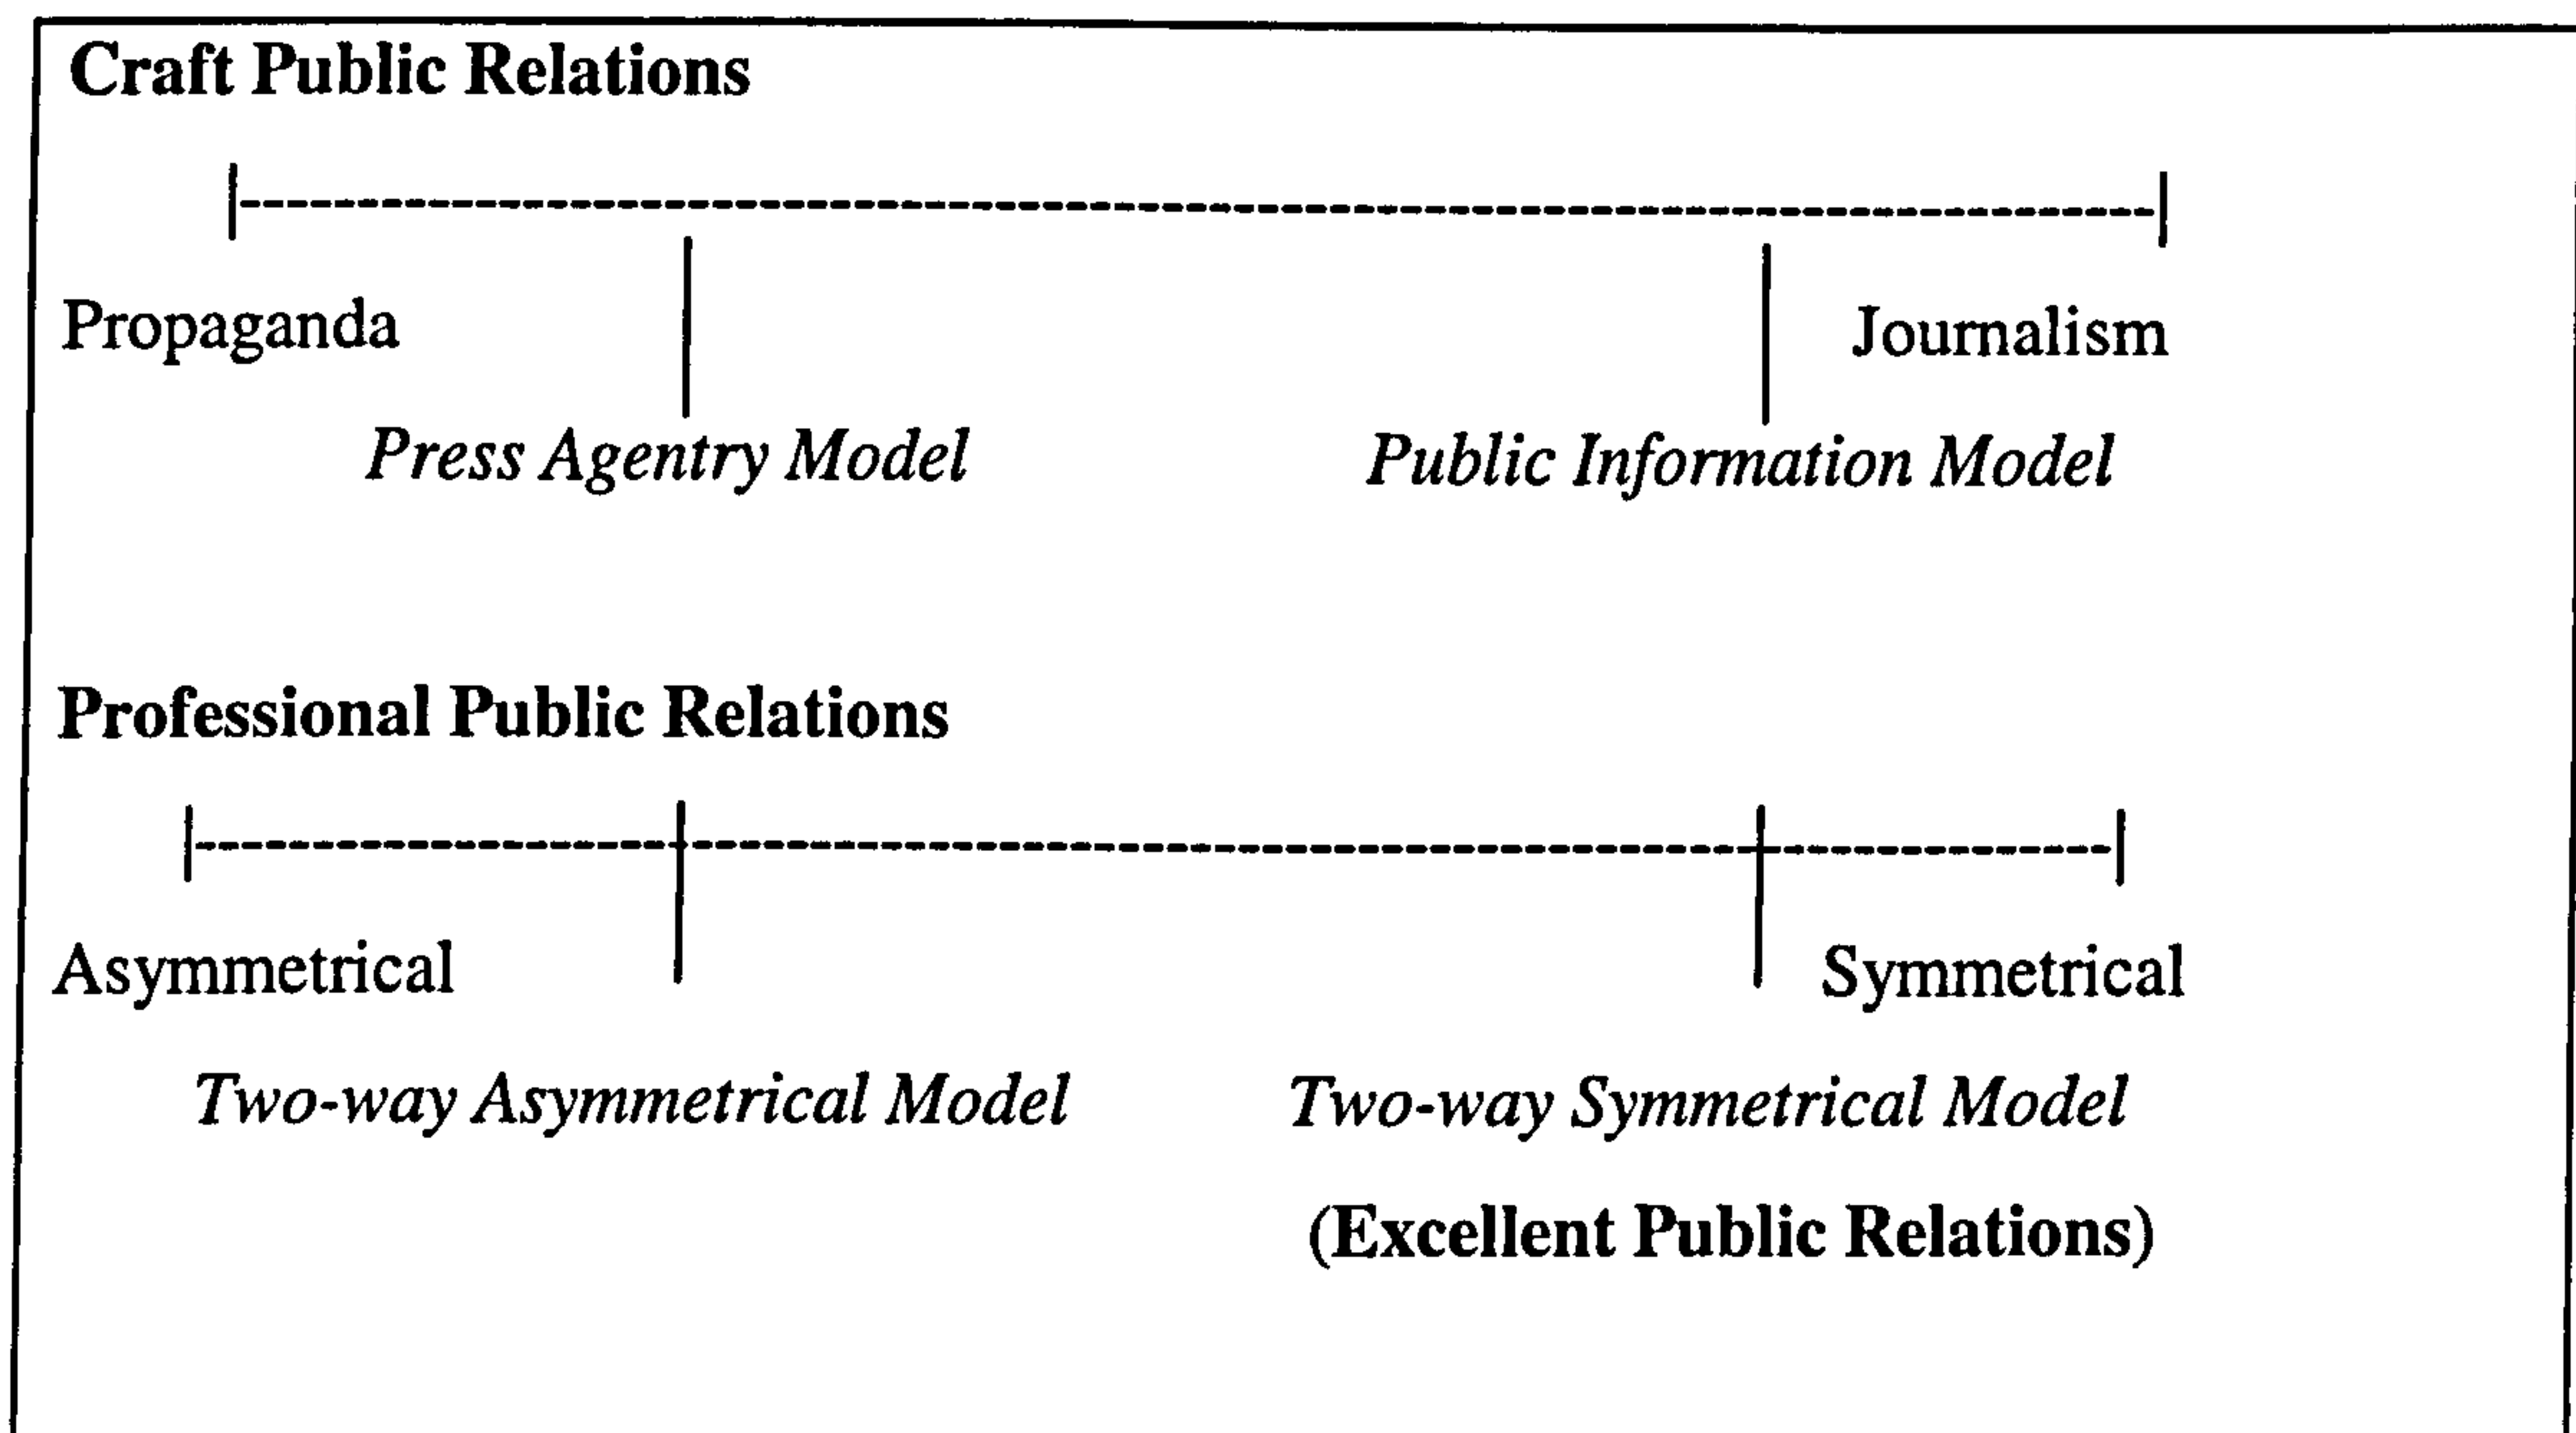 Craft Public Relations
Propaganda Journalism
Press Agentry Model Public Information Model
Professional Public Relations
Asymmetrical Symmetrical
Two-way Asymmetrical Model Two-way Symmetrical Model
(Excellent Public Relations)